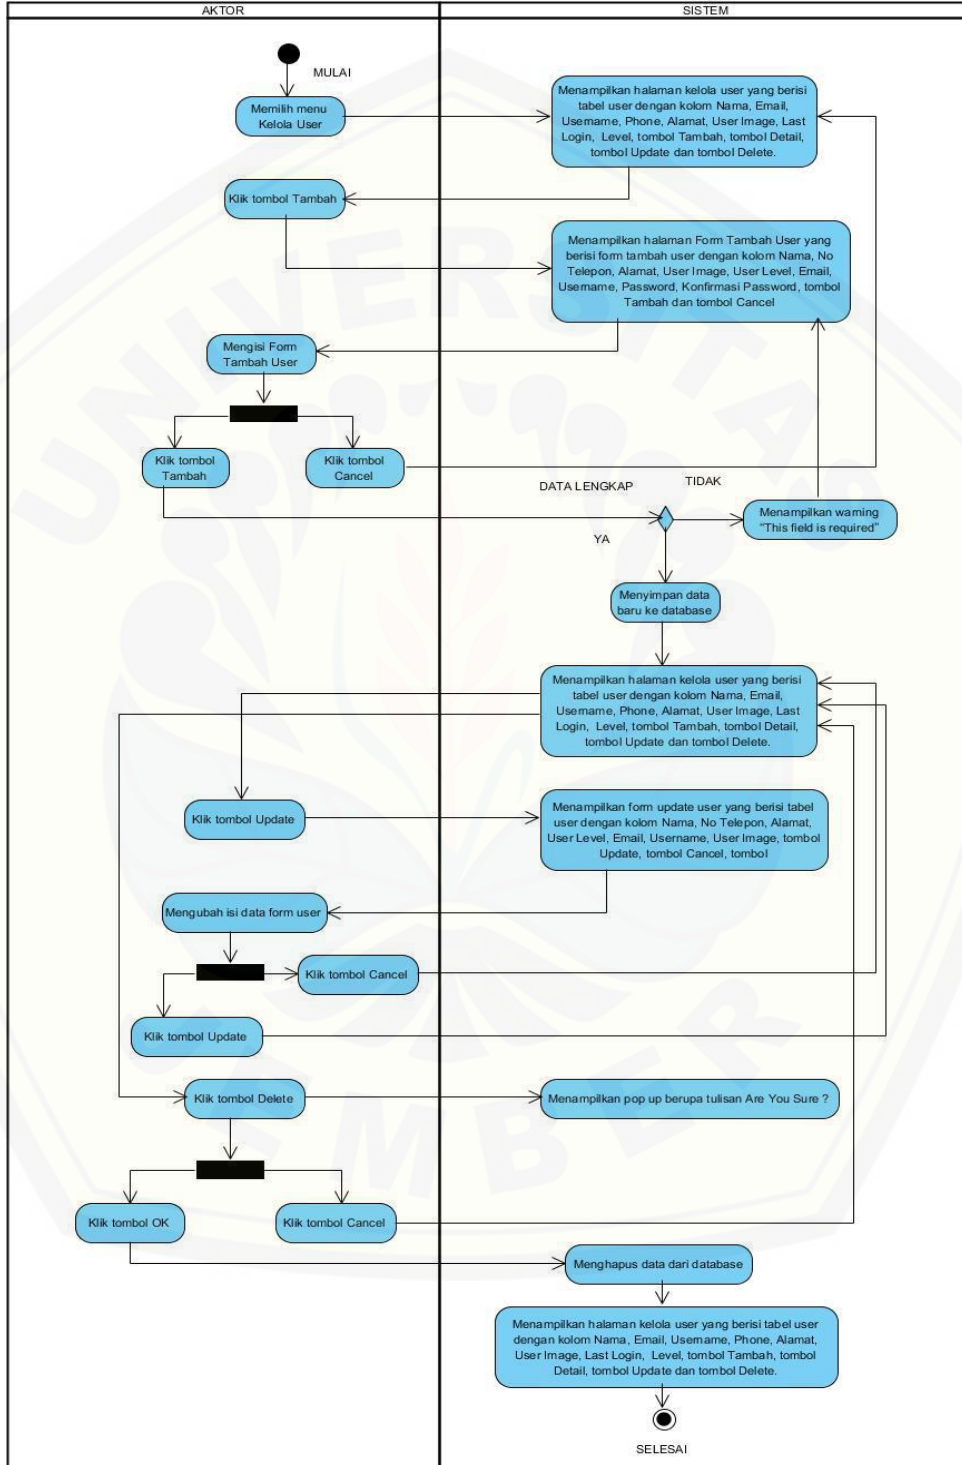 AKTOR
SISTEM
MULAI
Memilih menu
Kelola User
Menampilkan halaman kelola user yang berisi
tabel user dengan kolom Nama, Email,
Username, Phone, Alamat, User Image, Last
Login, Level, tombol Tambah, tombol Detail,
tombol Update dan tombol Delete.
Klik tombol Tambah
Menampilkan halaman Form Tambah User yang
berisi form tambah user dengan kolom Nama, No
Telepon, Alamat, User Image, User Level, Email,
Username, Password, Konfirmasi Password, tombol
Tambah dan tombol Cancel
Mengisi Form
Tambah User
Klik tombol
Tambah
Klik tombol
Cancel
DATA LENGKAP
TIDAK
YA
Menampilkan warning
"This field is required"
Menyimpan data
baru ke database
Menampilkan halaman kelola user yang berisi
tabel user dengan kolom Nama, Email,
Username, Phone, Alamat, User Image, Last
Login, Level, tombol Tambah, tombol Detail,
tombol Update dan tombol Delete.
Klik tombol Update
Menampilkan form update user yang berisi tabel
user dengan kolom Nama, No Telepon, Alamat,
User Level, Email, Username, User Image, tombol
Update, tombol Cancel, tombol
Mengubah isi data form user
Klik tombol Cancel
Klik tombol Update
Klik tombol Delete
Menampilkan pop up berupa tulisan Are You Sure ?
Klik tombol OK
Klik tombol Cancel
Menghapus data dari database
Menampilkan halaman kelola user yang berisi tabel user
dengan kolom Nama, Email, Username, Phone, Alamat,
User Image, Last Login, Level, tombol Tambah, tombol
Detail, tombol Update dan tombol Delete.
SELESAI
UNIVERSITAS
JEMBER